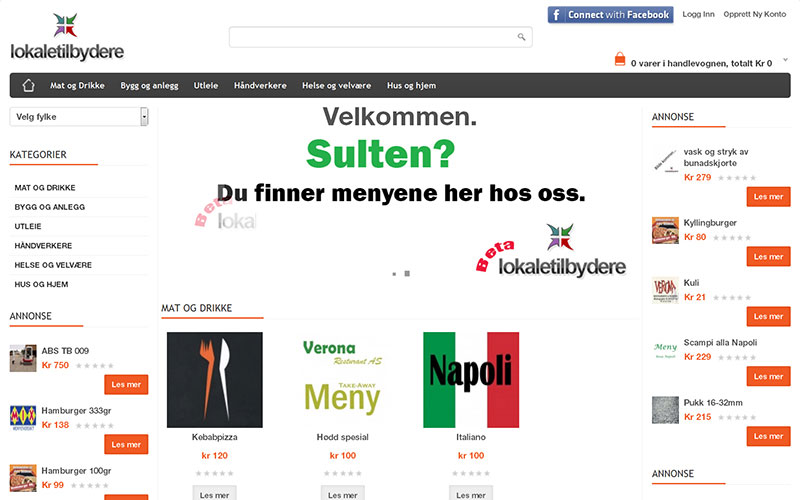 lokaletilbydere
Connect with Facebook
Logg Inn
Opprett Ny Konto
0 varer i handlevognen, totalt Kr 0
Mat og Drikke
Bygg og anlegg
Utleie
Håndverkere
Helse og velvære
Hus og hjem
Velg fylke
KATEGORIER
MAT OG DRIKKE
BYGG OG ANLEGG
UTLEIE
HÅNDVERKERE
HELSE OG VELVÆRE
HUS OG HJEM
ANNONSE
ABS TB 009
Kr 750
Les mer
Hamburger 333gr
Kr 138
Les mer
Hamburger 100gr
Kr 99
Les mer
Velkommen.
Sulten?
Du finner menyene her hos oss.
Beta
loka
Beta
lokaletilbydere
MAT OG DRIKKE
Kebabpizza
kr 120
Les mer
Verona
Resturant AS
TAKE-AWAY
Meny
Hødd spesial
kr 100
Les mer
Napoli
Italiano
kr 100
Les mer
ANNONSE
vask og stryk av
bunadskjorte
Kr 279
Les mer
Kyllingburger
Kr 80
Les mer
VERONA
Kuli
Kr 21
Les mer
Meny
Scampi alla Napoli
Kr 229
Les mer
Pukk 16-32mm
Kr 215
Les mer
ANNONSE